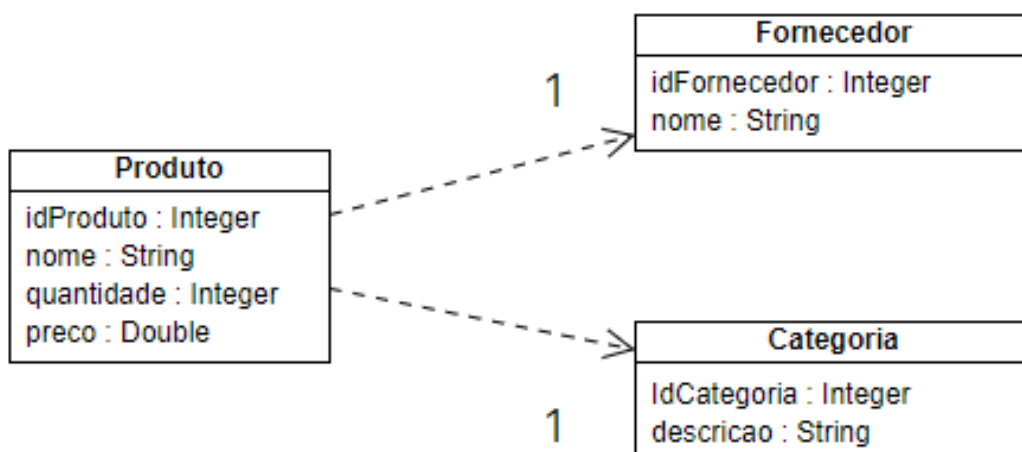 Fornecedor
idFornecedor : Integer
nome : String
1
Produto
idProduto : Integer
nome : String
quantidade : Integer
preco : Double
Categoria
IdCategoria : Integer
descricao : String
1